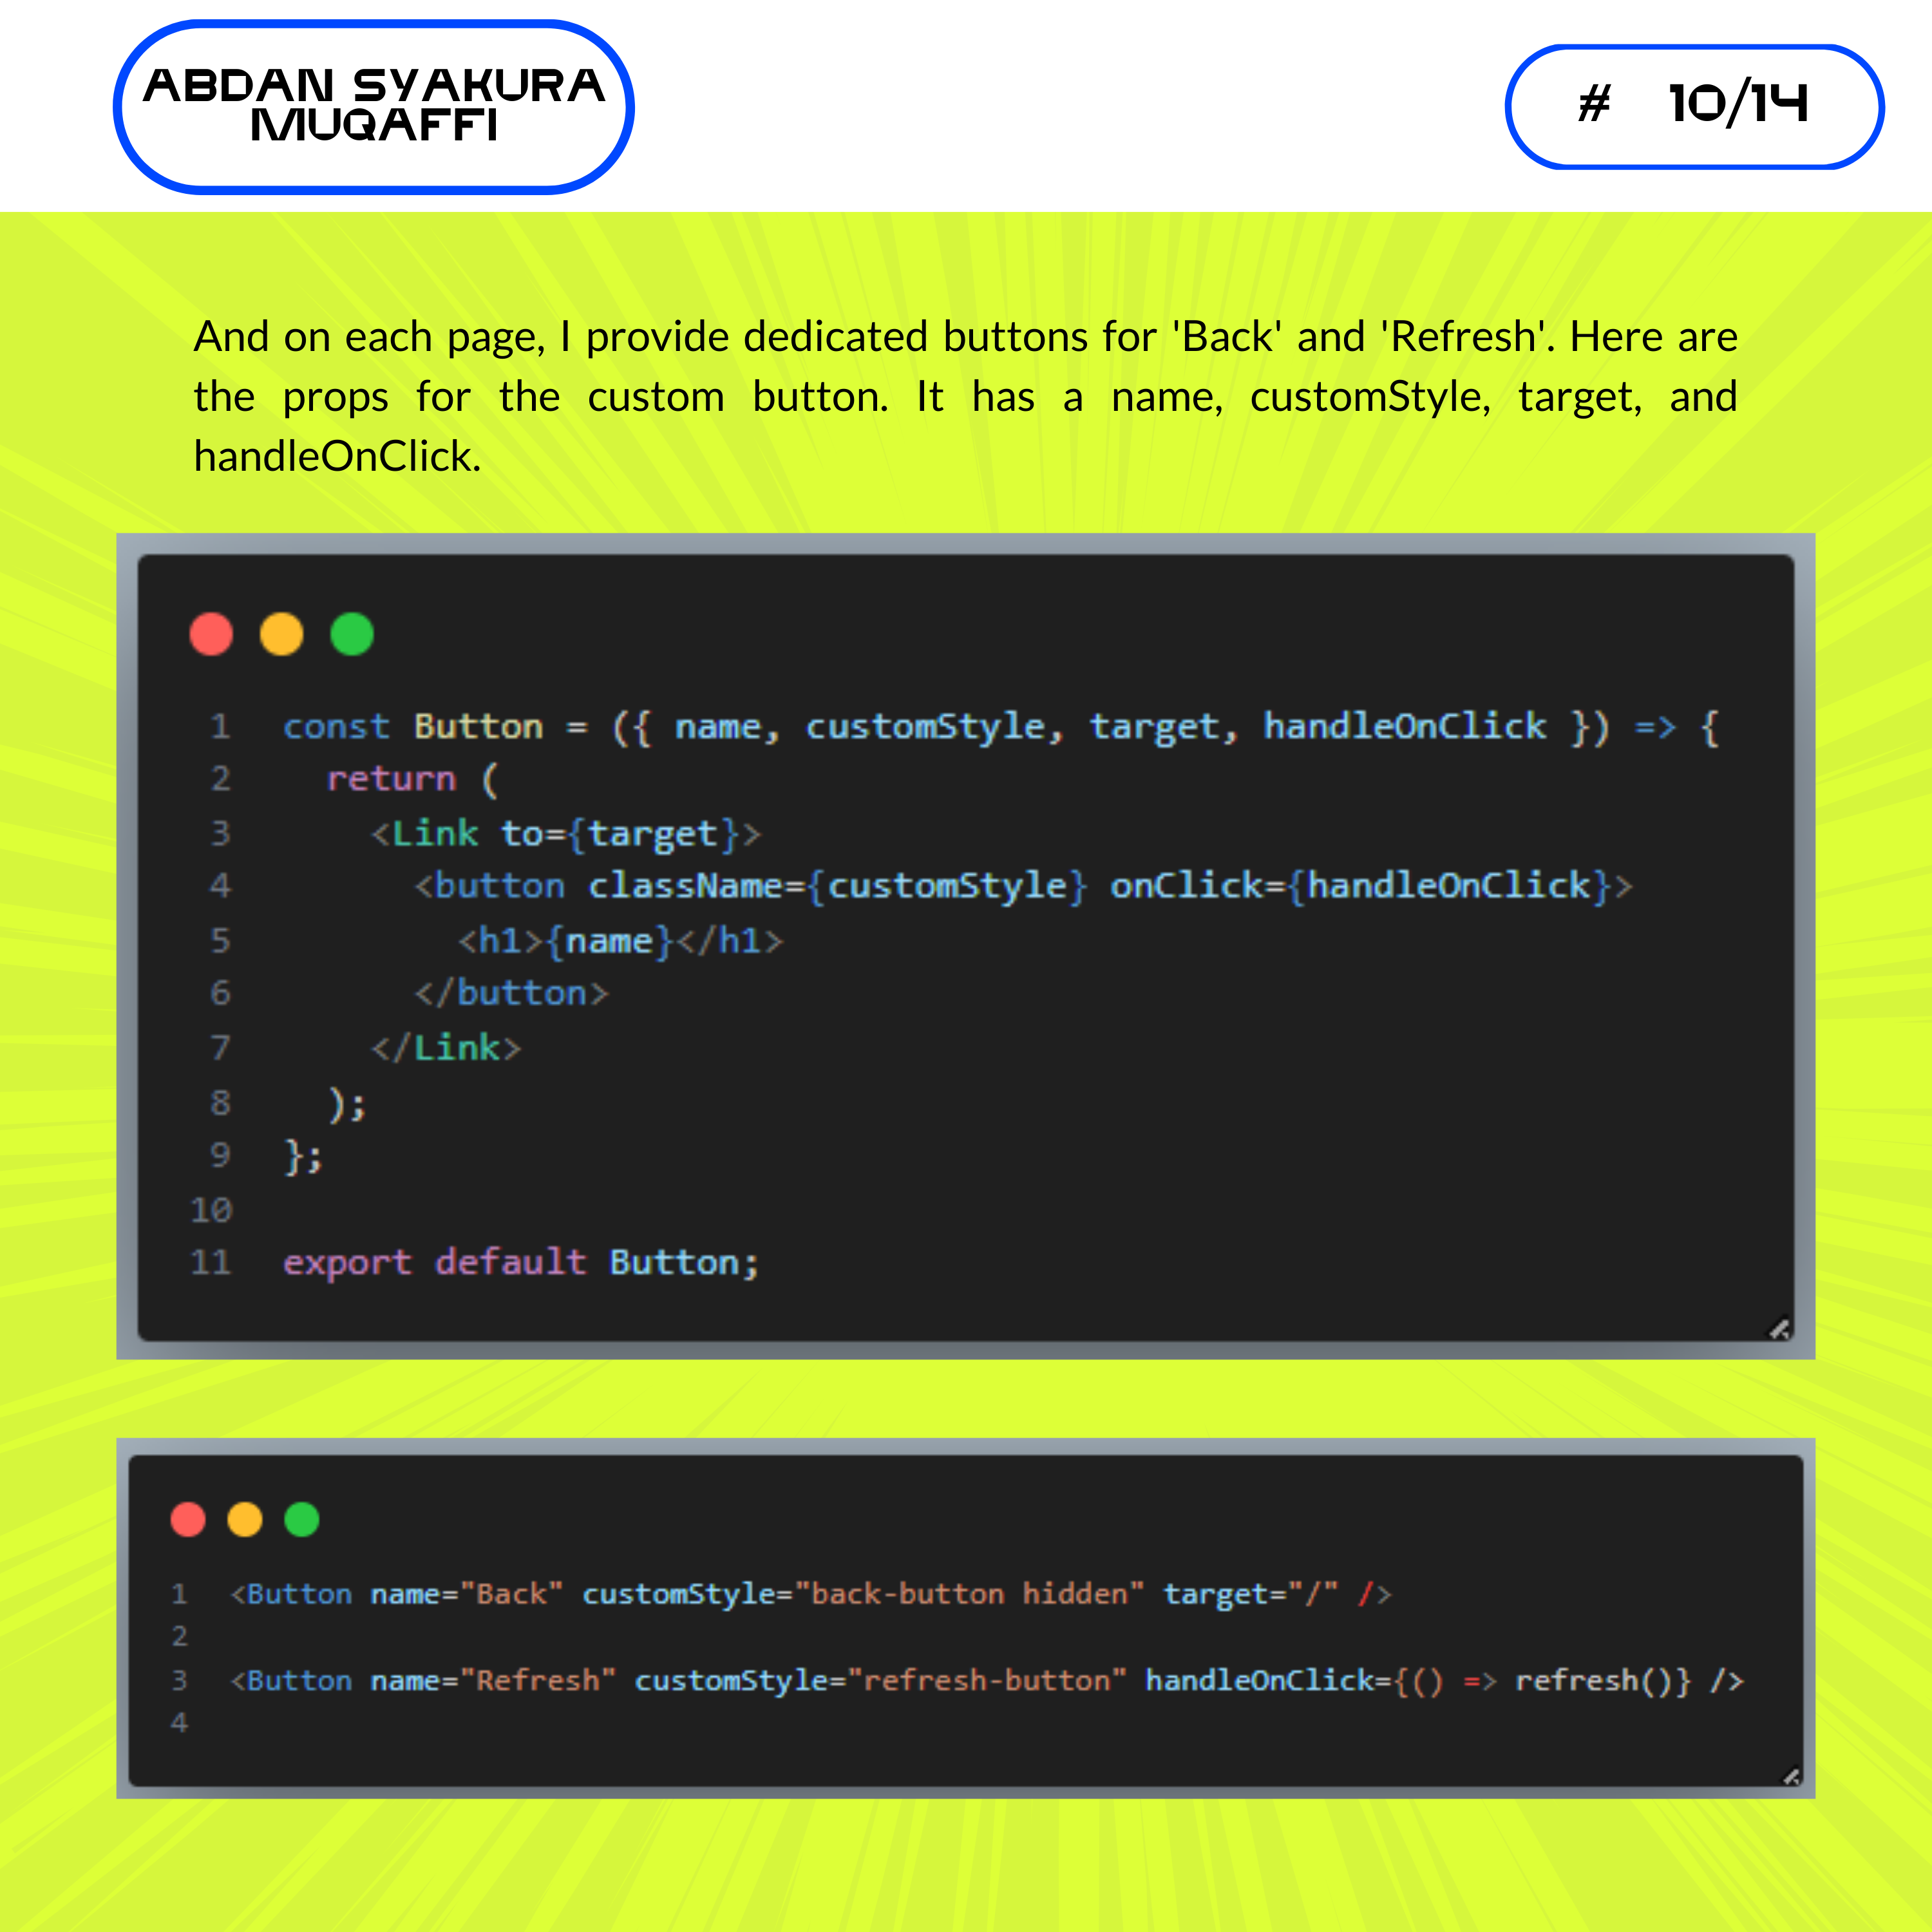 ABDAN SYAKURA
MUQAFFI
# 10/14
And on each page, I provide dedicated buttons for 'Back' and 'Refresh'. Here are
the props for the custom button. It has a name, customStyle, target, and
handleOnClick.
1 const Button = ({ name, customStyle, target, handleOnClick }) => {
2   return (
3     <Link to={target}>
4       <button className={customStyle} onClick={handleOnClick}>
5         <h1>{name}</h1>
6       </button>
7     </Link>
8   );
9 };
10
11 export default Button;
1 <Button name="Back" customStyle="back-button hidden" target="/" />
2
3 <Button name="Refresh" customStyle="refresh-button" handleOnClick={() => refresh()} />
4